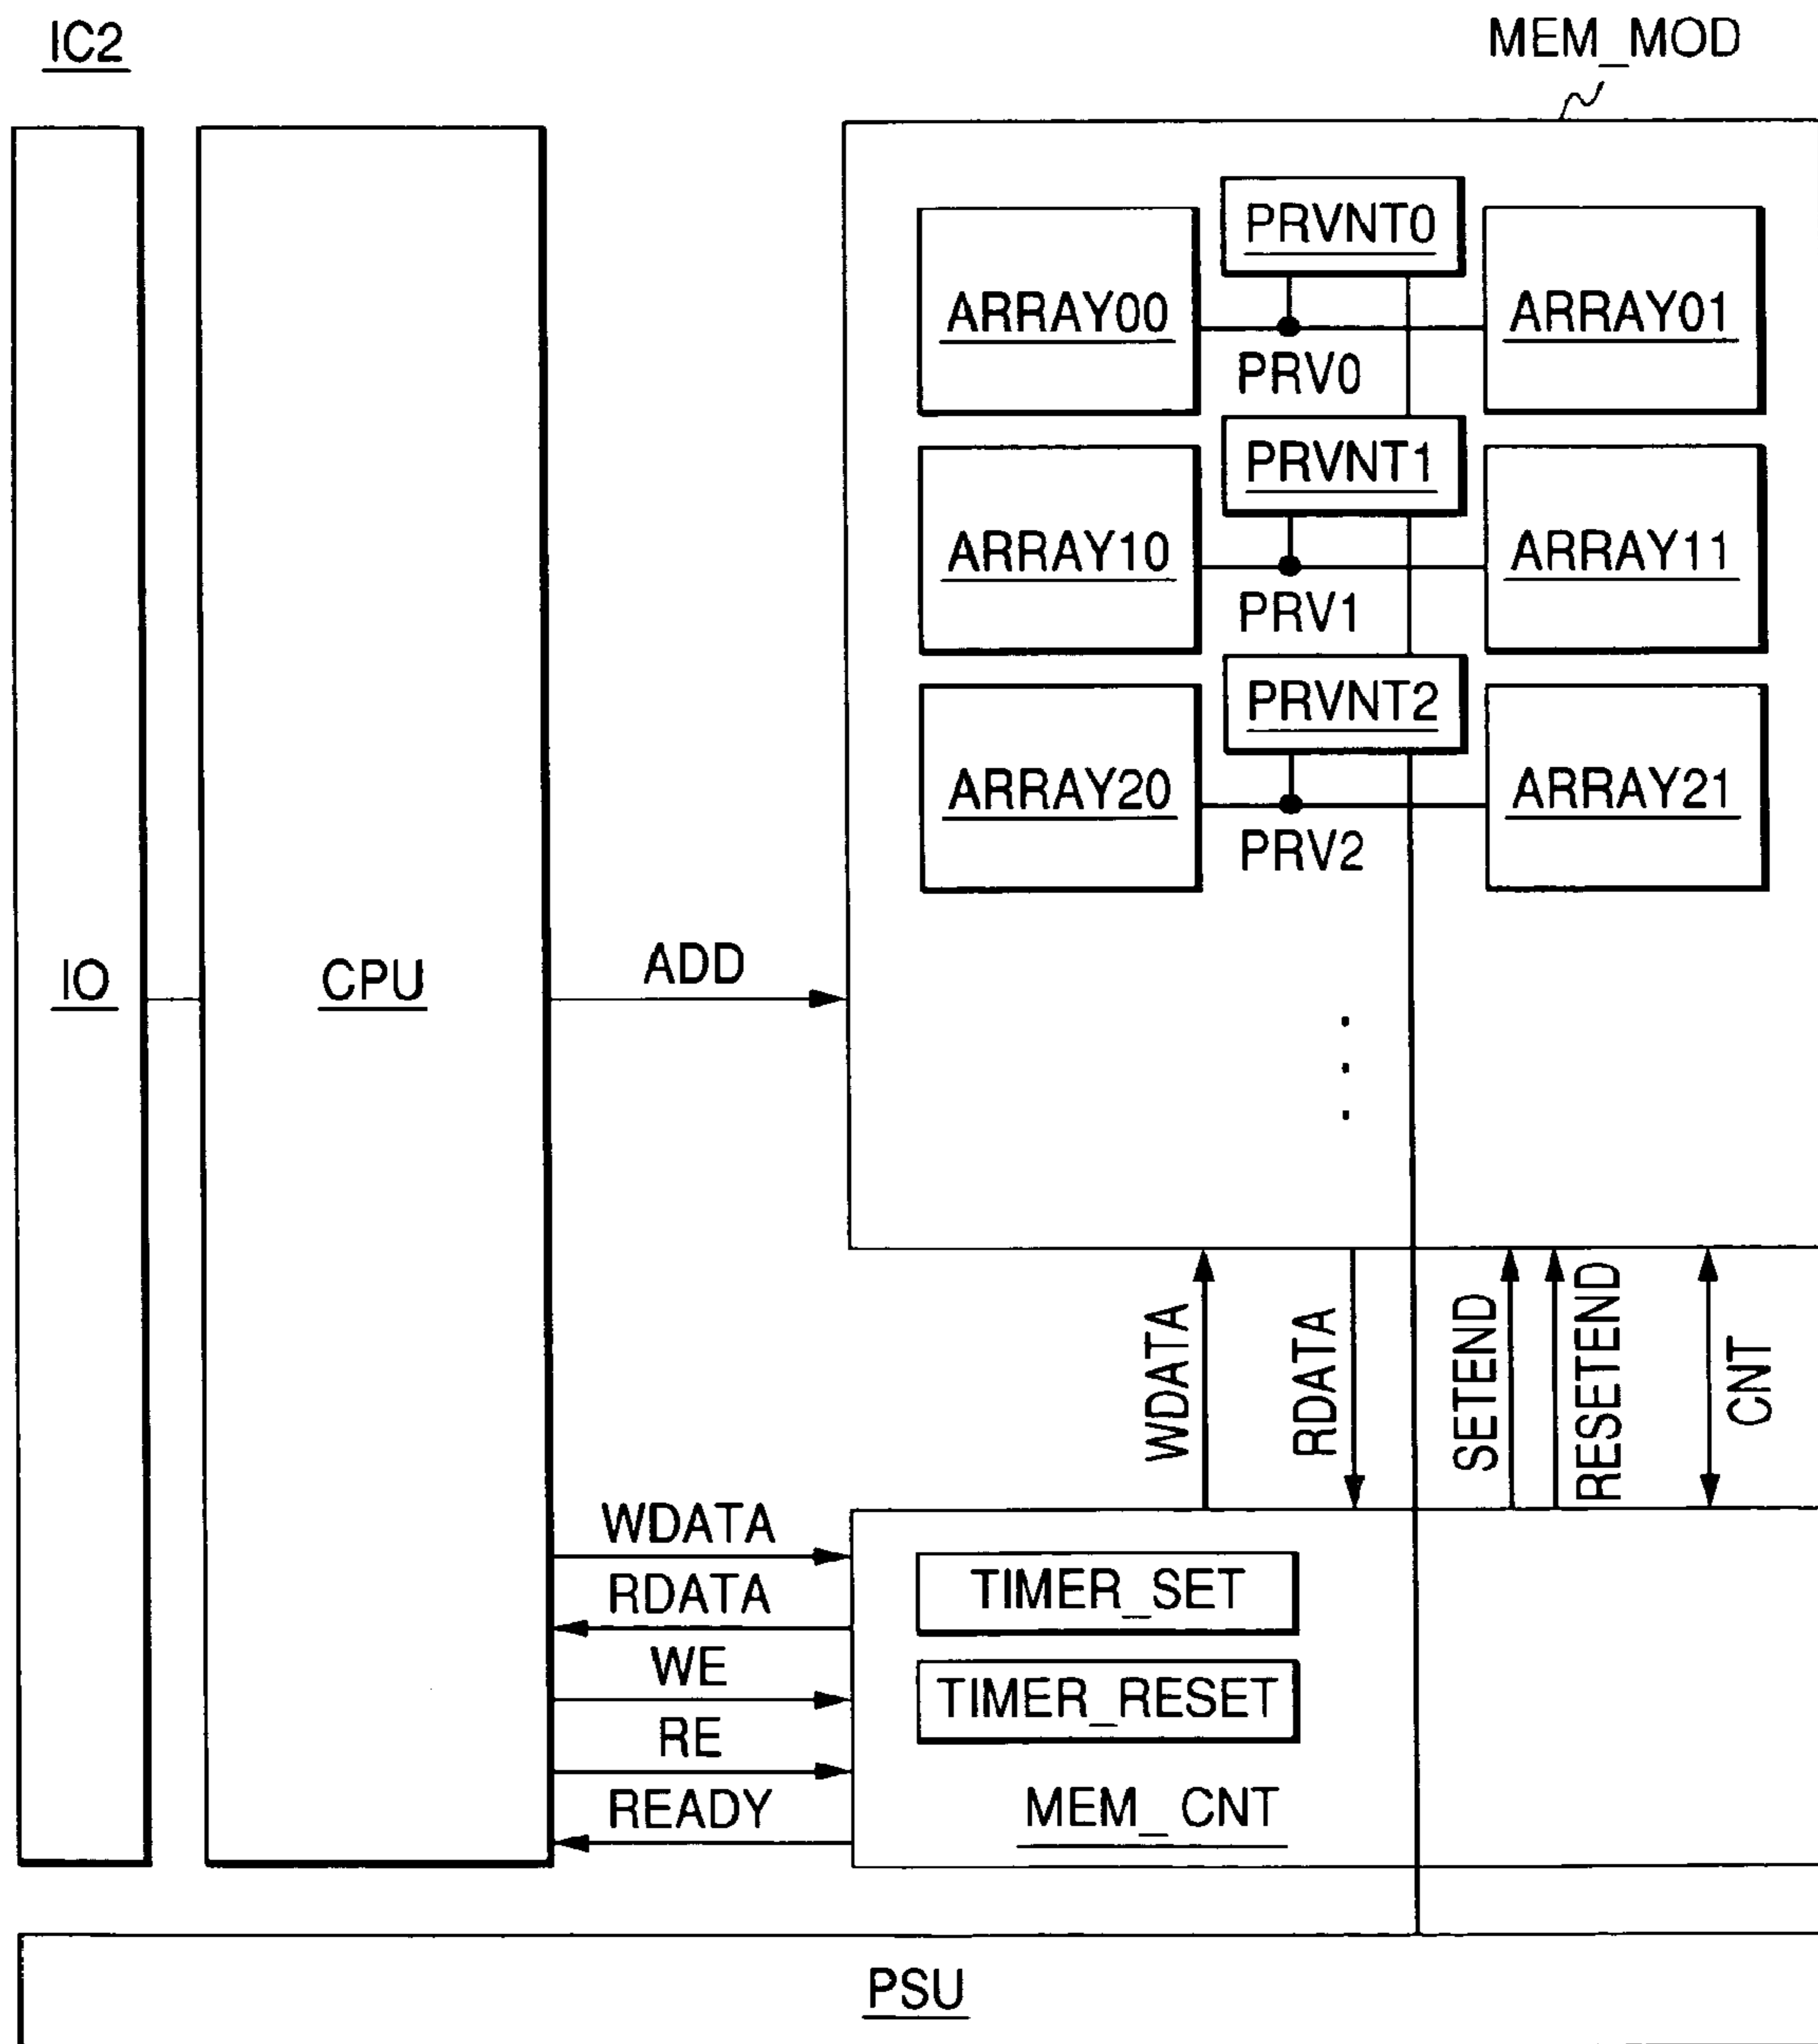 IC2
MEM_MOD
PRVNT0
ARRAY00
ARRAY01
PRV0
PRVNT1
ARRAY10
ARRAY11
PRV1
PRVNT2
ARRAY20
ARRAY21
PRV2
IO
CPU
ADD
WDATA
RDATA
SETEND
RESETEND
CNT
WDATA
RDATA
WE
RE
READY
TIMER_SET
TIMER_RESET
MEM_CNT
PSU